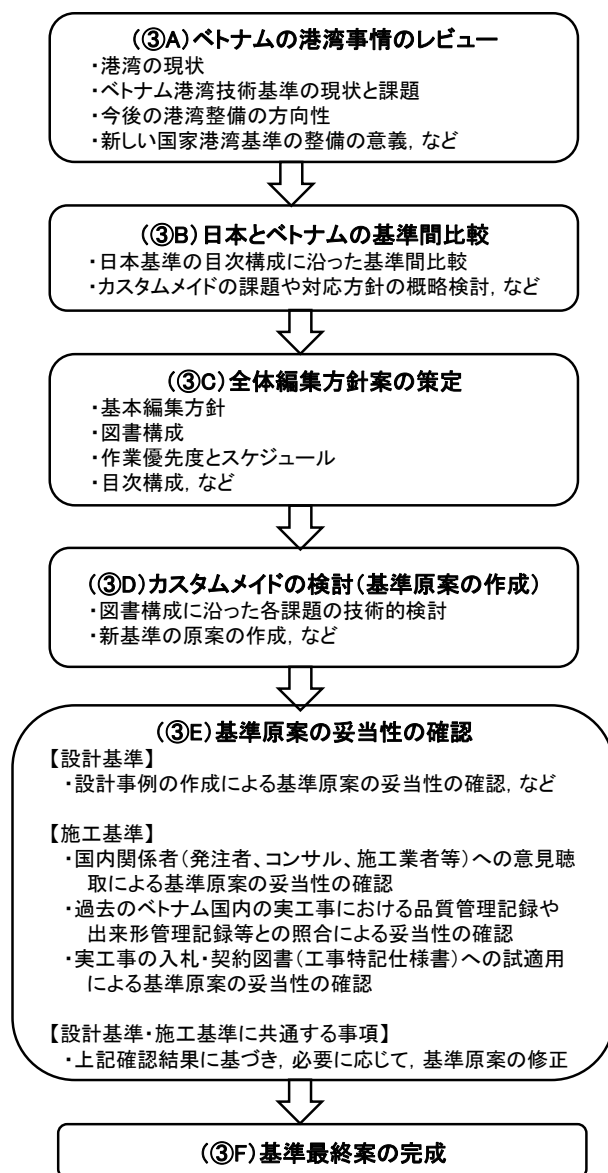 (③A)ベトナムの港湾事情のレビュー
・港湾の現状
・ベトナム港湾技術基準の現状と課題
・今後の港湾整備の方向性
・新しい国家港湾基準の整備の意義, など
(③B)日本とベトナムの基準間比較
・日本基準の目次構成に沿った基準間比較
・カスタムメイドの課題や対応方針の概略検討, など
(③C)全体編集方針案の策定
・基本編集方針
・図書構成
・作業優先度とスケジュール
・目次構成, など
(③D)カスタムメイドの検討(基準原案の作成)
・図書構成に沿った各課題の技術的検討
・新基準の原案の作成, など
(③E)基準原案の妥当性の確認
【設計基準】
・設計事例の作成による基準原案の妥当性の確認, など
【施工基準】
・国内関係者(発注者、コンサル、施工業者等)への意見聴
取による基準原案の妥当性の確認
・過去のベトナム国内の実工事における品質管理記録や
出来形管理記録等との照合による妥当性の確認
・実工事の入札・契約図書(工事特記仕様書)への試適用
による基準原案の妥当性の確認
【設計基準・施工基準に共通する事項】
・上記確認結果に基づき, 必要に応じて, 基準原案の修正
(③F)基準最終案の完成